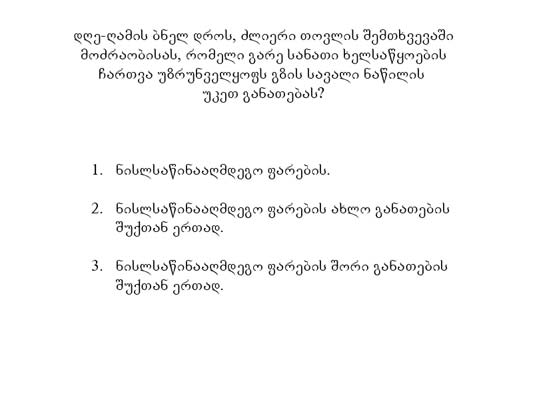 დღე-ღამის ბნელ დროს, ძლიერი თოვლის შემთხვევაში
მოძრაობისას, რომელი გარე სანათი ხელსაწყოების
ჩართვა უზრუნველყოფს გზის სავალი ნაწილის
უკეთ განათებას?
1. ნისლსაწინააღმდეგო ფარების.
2. ნისლსაწინააღმდეგო ფარების ახლო განათების
შუქთან ერთად.
3. ნისლსაწინააღმდეგო ფარების შორი განათების
შუქთან ერთად.